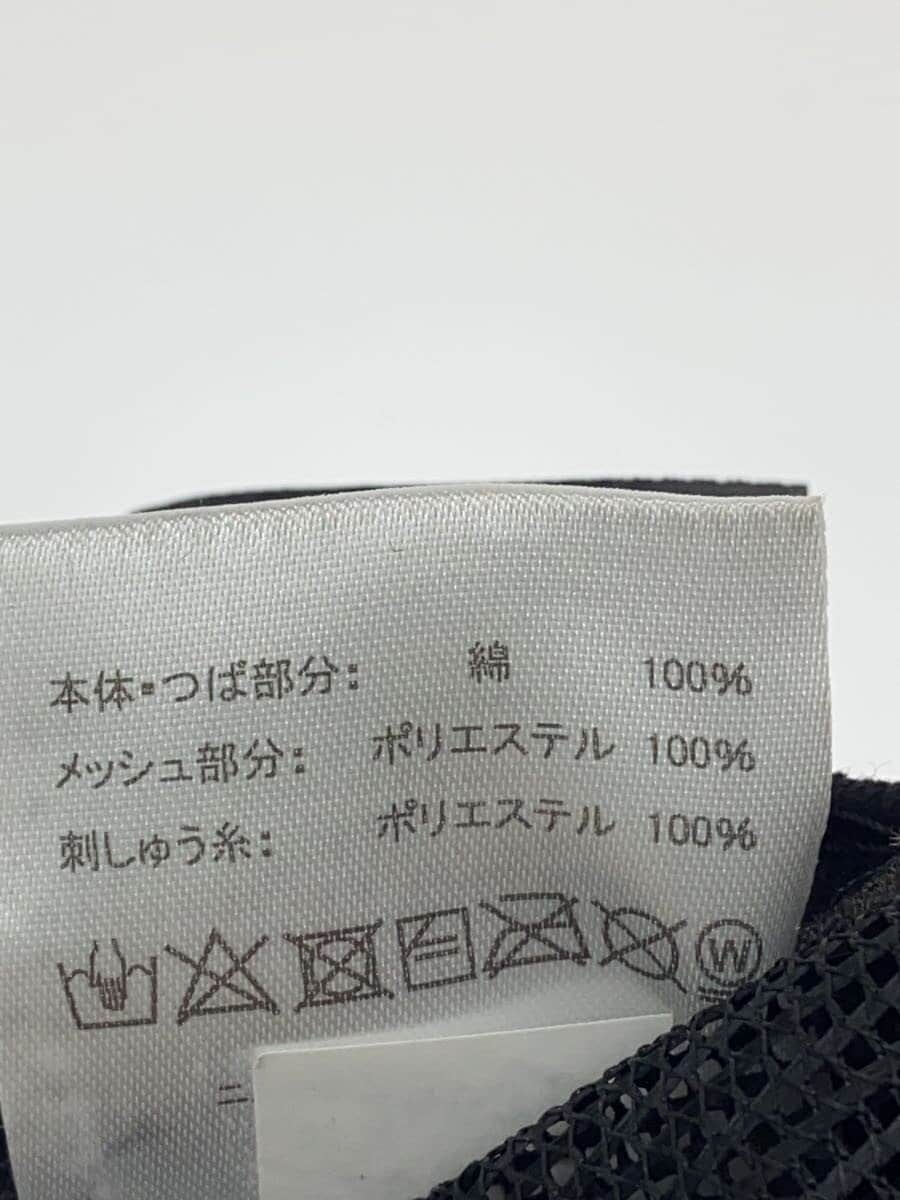 本体・つば部分: 綿 100%
メッシュ部分: ポリエステル 100%
刺しゅう糸: ポリエステル 100%
W